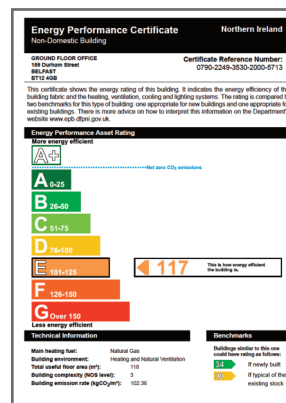 Energy Performance Certificate
Northern Ireland
Non-Domestic Building
GROUND FLOOR OFFICE
189 Durham Street
BELFAST
BT12 4GB
Certificate Reference Number:
0790-2249-3530-2000-5713
This certificate shows the energy rating of this building. It indicates the energy efficiency of th
building fabric and the heating, ventilation, cooling and lighting systems. The rating is compared t
two benchmarks for this type of building: one appropriate for new buildings and one appropriate fo
existing buildings. There is more advice on how to interpret this information on the Department'
website www.epb.dfpni.gov.uk.
Energy Performance Asset Rating
More energy efficient
A+
Net zero CO₂ emissions
A 0-25
B 26-50
C 51-75
D 76-100
E 101-125
117
This is how energy efficient
the building is.
F 126-150
G Over 150
Less energy efficient
Technical Information
Main heating fuel: Natural Gas
Building environment: Heating and Natural Ventilation
Total useful floor area (m²): 118
Building complexity (NOS level): 3
Building emission rate (kgCO₂/m²): 102.36
Benchmarks
Buildings similar to this one
could have rating as follows:
34 If newly built
If typical of the
existing stock